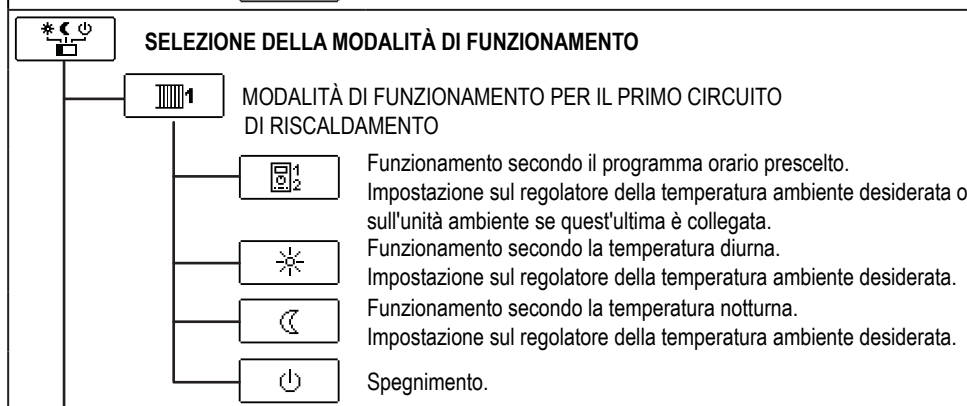 SELEZIONE DELLA MODALITÀ DI FUNZIONAMENTO
1 MODALITÀ DI FUNZIONAMENTO PER IL PRIMO CIRCUITO
DI RISCALDAMENTO
1
2
Funzionamento secondo il programma orario prescelto.
Impostazione sul regolatore della temperatura ambiente desiderata o
sull'unità ambiente se quest'ultima è collegata.
Funzionamento secondo la temperatura diurna.
Impostazione sul regolatore della temperatura ambiente desiderata.
Funzionamento secondo la temperatura notturna.
Impostazione sul regolatore della temperatura ambiente desiderata.
Spegnimento.